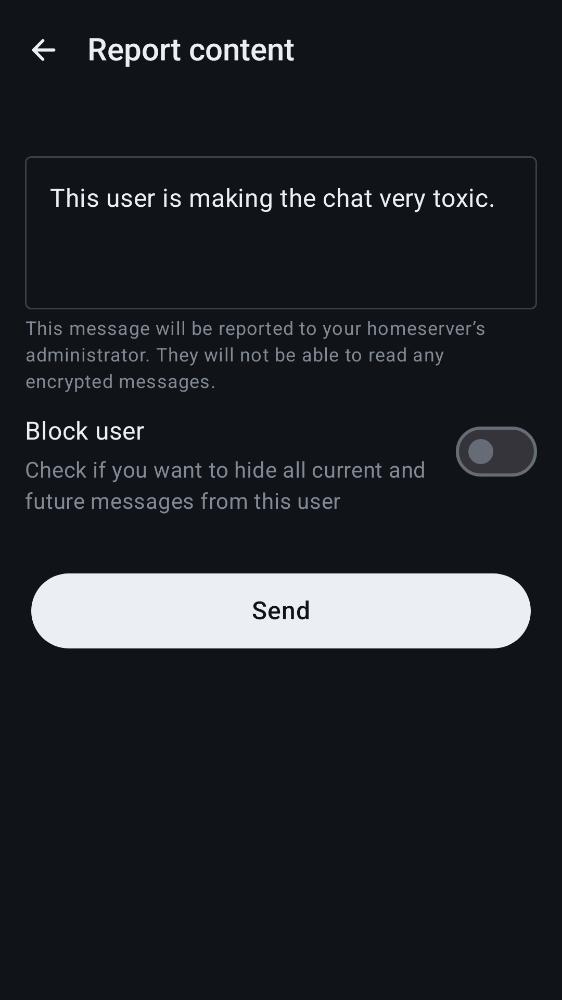 Report content
This user is making the chat very toxic.
This message will be reported to your homeserver’s
administrator. They will not be able to read any
encrypted messages.
Block user
Check if you want to hide all current and
future messages from this user
Send